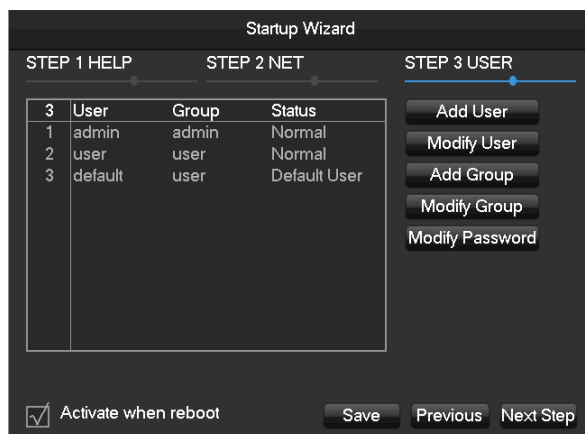 Startup Wizard
STEP 1 HELP STEP 2 NET STEP 3 USER
3 User Group Status
1 admin admin Normal
2 user user Normal
3 default user Default User
Add User
Modify User
Add Group
Modify Group
Modify Password
Activate when reboot Save Previous Next Step